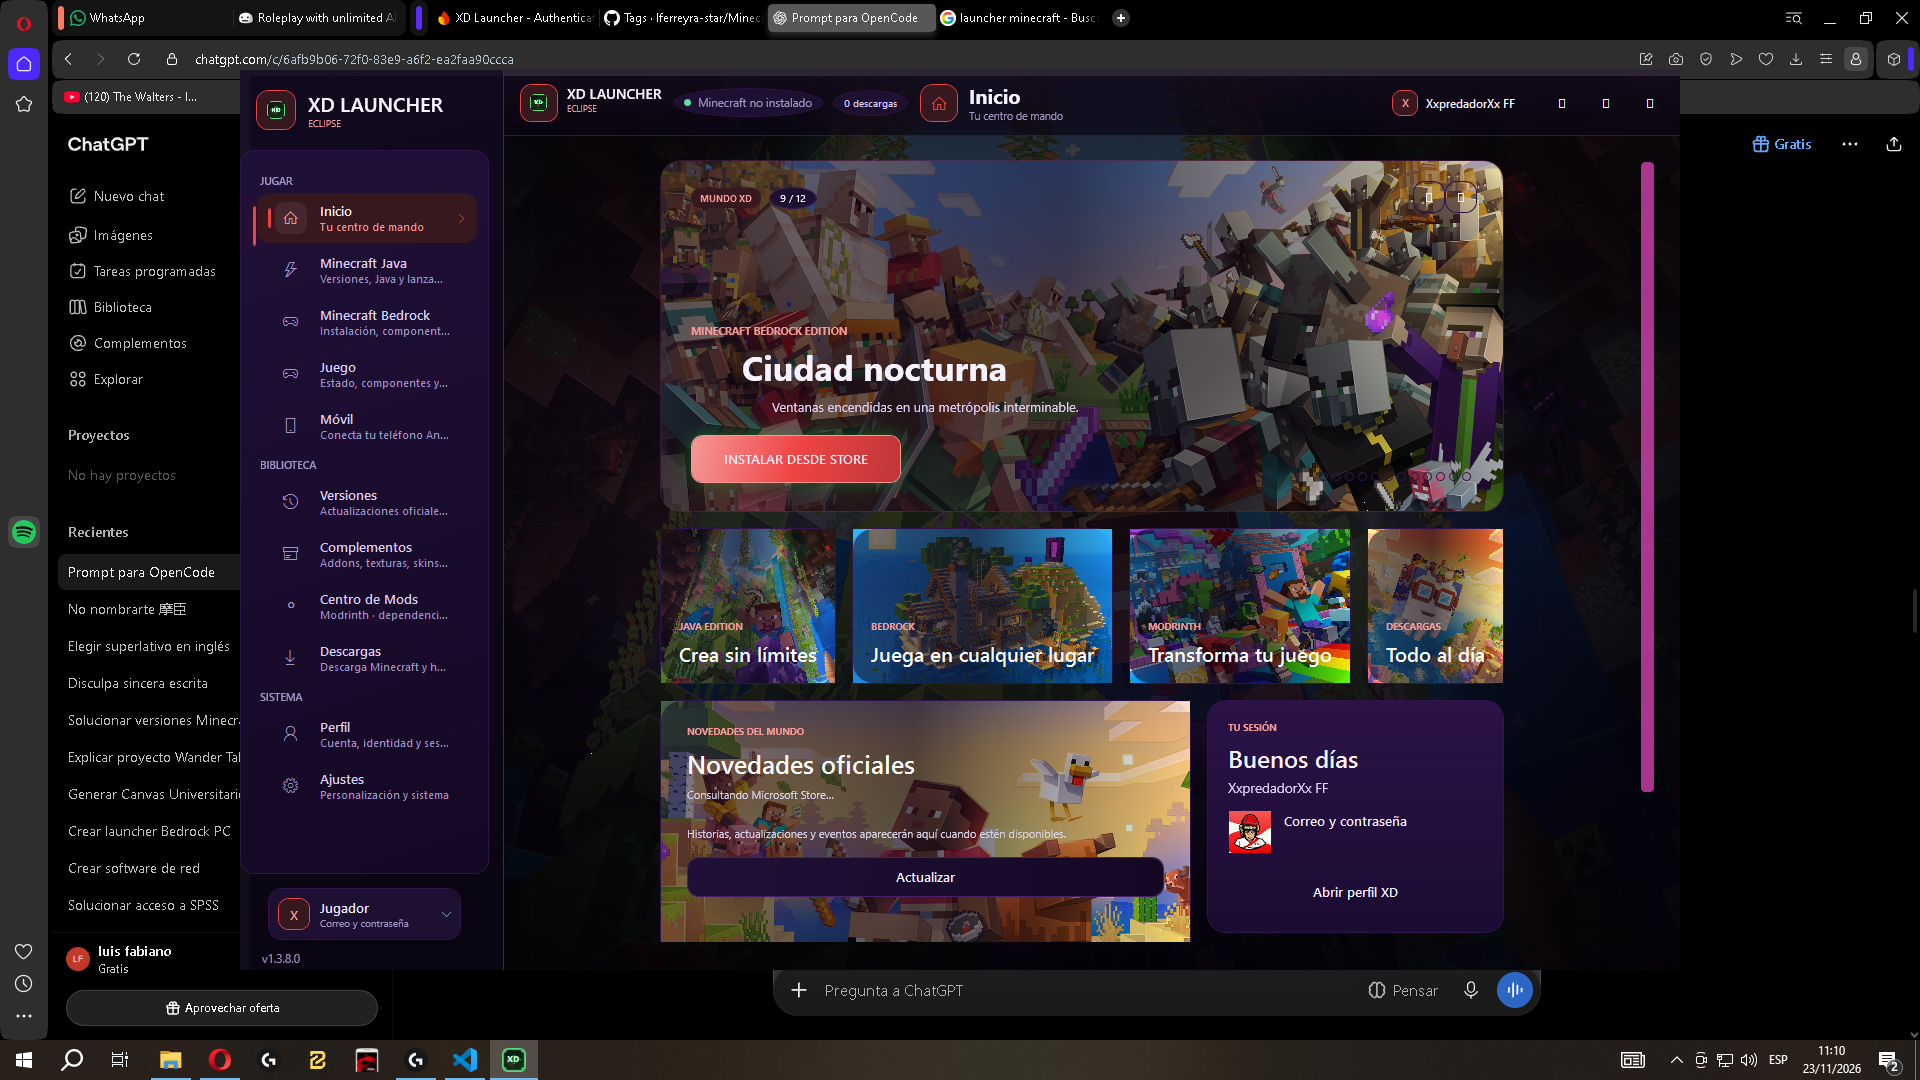 WhatsApp
Roleplay with unlimited AI
XD Launcher - Authenticat
Tags · lferreyra-star/Minec
Prompt para OpenCode
launcher minecraft - Busc
chatgpt.com/c/6afb9b06-72f0-83e9-a6f2-ea2faa90ccca
(120) The Walters - I...
ChatGPT
Nuevo chat
Imágenes
Tareas programadas
Biblioteca
Complementos
Explorar
Proyectos
No hay proyectos
Recientes
Prompt para OpenCode
No nombrarte 摩臣
Elegir superlativo en inglés
Disculpa sincera escrita
Solucionar versiones Minecra
Explicar proyecto Wander Tal
Generar Canvas Universitario
Crear launcher Bedrock PC
Crear software de red
Solucionar acceso a SPSS
LF
luis fabiano
Gratis
Aprovechar oferta
XD
XD LAUNCHER
ECLIPSE
JUGAR
Inicio
Tu centro de mando
Minecraft Java
Versiones, Java y lanza...
Minecraft Bedrock
Instalación, component...
Juego
Estado, componentes y...
Móvil
Conecta tu teléfono An...
BIBLIOTECA
Versiones
Actualizaciones oficiale...
Complementos
Addons, texturas, skins...
Centro de Mods
Modrinth · dependenci...
Descargas
Descarga Minecraft y h...
SISTEMA
Perfil
Cuenta, identidad y ses...
Ajustes
Personalización y sistema
X
Jugador
Correo y contraseña
v1.3.8.0
XD
XD LAUNCHER
ECLIPSE
Minecraft no instalado
0 descargas
Inicio
Tu centro de mando
X
XxpredadorXx FF
MUNDO XD
9 / 12
MINECRAFT BEDROCK EDITION
Ciudad nocturna
Ventanas encendidas en una metrópolis interminable.
INSTALAR DESDE STORE
JAVA EDITION
Crea sin límites
BEDROCK
Juega en cualquier lugar
MODRINTH
Transforma tu juego
DESCARGAS
Todo al día
NOVEDADES DEL MUNDO
Novedades oficiales
Consultando Microsoft Store...
Historias, actualizaciones y eventos aparecerán aquí cuando estén disponibles.
Actualizar
TU SESIÓN
Buenos días
XxpredadorXx FF
Correo y contraseña
Abrir perfil XD
Gratis
Pregunta a ChatGPT
Pensar
XD
ESP
11:10
23/11/2026
2